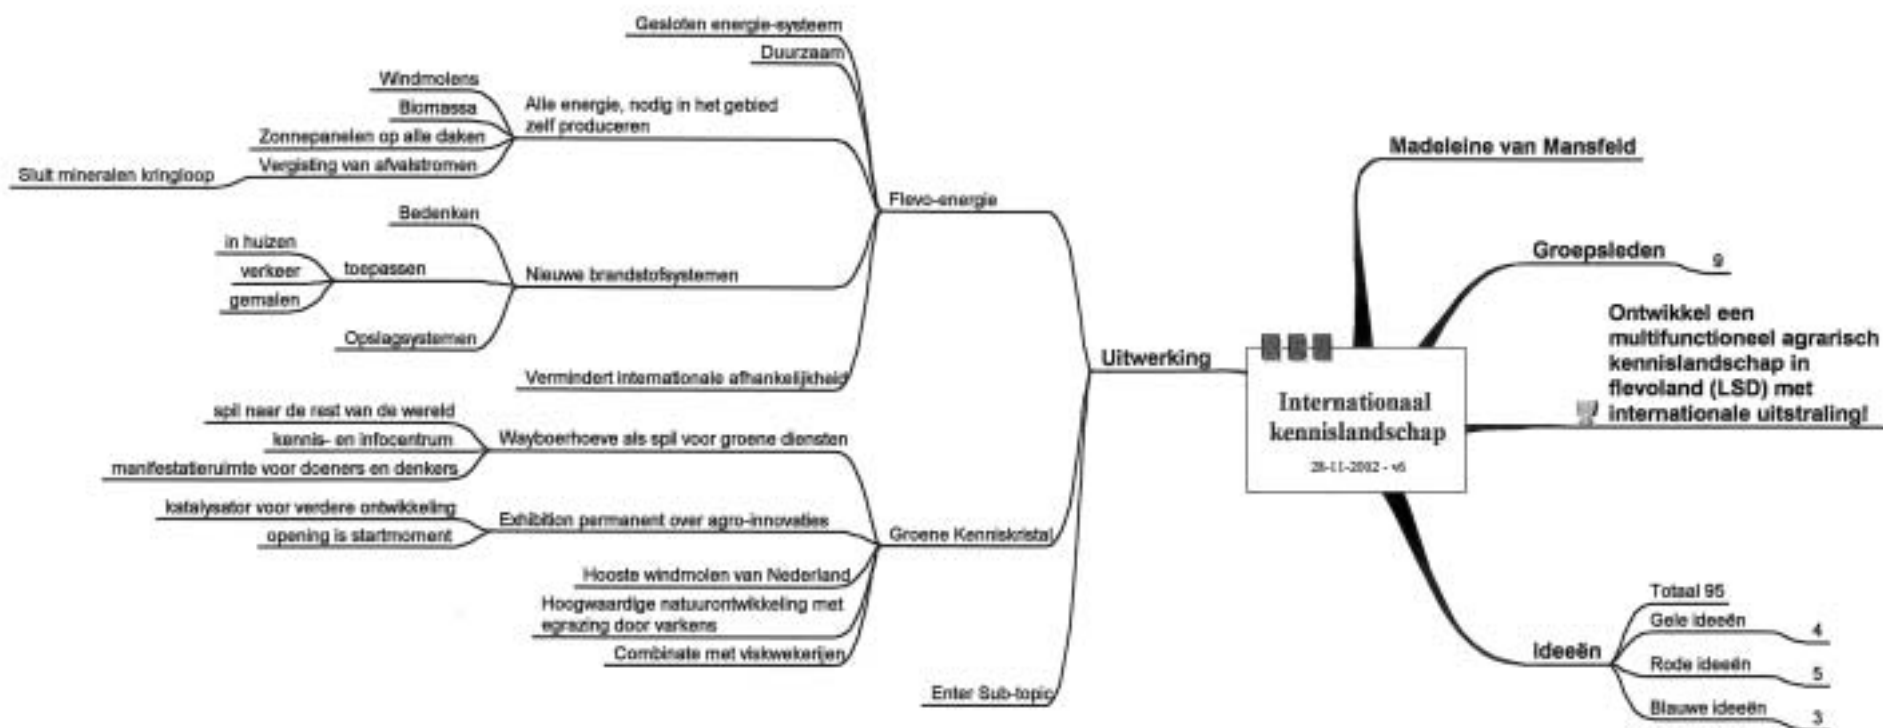 Gesloten energie-systeem
Duurzaam
Windmolens
Biomassa
Zonnepanelen op alle daken
Vergisting van afvalstromen
Sluit mineralen kringloop
Alle energie, nodig in het gebied
zelf produceren
Flevo-energie
Bedenken
in huizen
verkeer
gemalen
toepassen
Nieuwe brandstofsystemen
Opslagsystemen
Vermindert internationale afhankelijkheid
Uitwerking
spil naar de rest van de wereld
kennis- en infocentrum
manifestatieruimte voor doeners en denkers
Wayboerhoeve als spil voor groene diensten
katalysator voor verdere ontwikkeling
opening is startmoment
Exhibition permanent over agro-innovaties
Groene Kenniskristal
Hooste windmolen van Nederland
Hoogwaardige natuurontwikkeling met
egrazing door varkens
Combinate met viskwekerijen
Enter Sub-topic
Internationaal
kennislandschap
28-11-2002 - v6
Madeleine van Mansfeld
Groepsleden
9
Ontwikkel een
multifunctioneel agrarisch
kennislandschap in
flevoland (LSD) met
internationale uitstraling!
Ideeën
Totaal 95
Gele ideeën
4
Rode ideeën
5
Blauwe ideeën
3